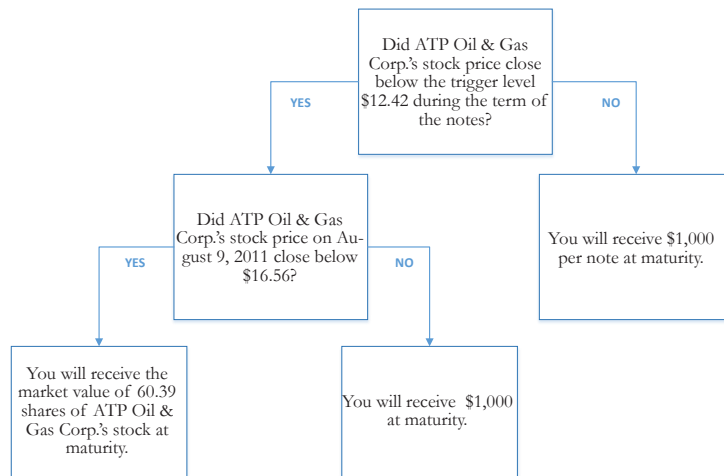 Did ATP Oil & Gas
Corp.'s stock price close
below the trigger level
$12.42 during the term of
the notes?
YES
NO
Did ATP Oil & Gas
Corp.'s stock price on Au-
gust 9, 2011 close below
$16.56?
You will receive $1,000
per note at maturity.
YES
NO
You will receive the
market value of 60.39
shares of ATP Oil &
Gas Corp.'s stock at
maturity.
You will receive $1,000
at maturity.